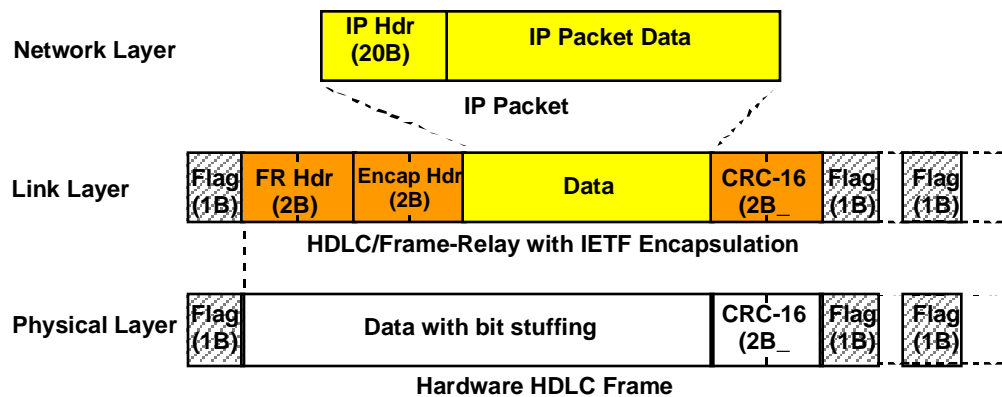 IP Hdr
(20B)
IP Packet Data
Network Layer
IP Packet
Link Layer
Flag
(1B)
FR Hdr
(2B)
Encap Hdr
(2B)
Data
CRC-16
(2B_
Flag
(1B)
Flag
(1B)
HDLC/Frame-Relay with IETF Encapsulation
Physical Layer
Flag
(1B)
Data with bit stuffing
CRC-16
(2B_
Flag
(1B)
Flag
(1B)
Hardware HDLC Frame